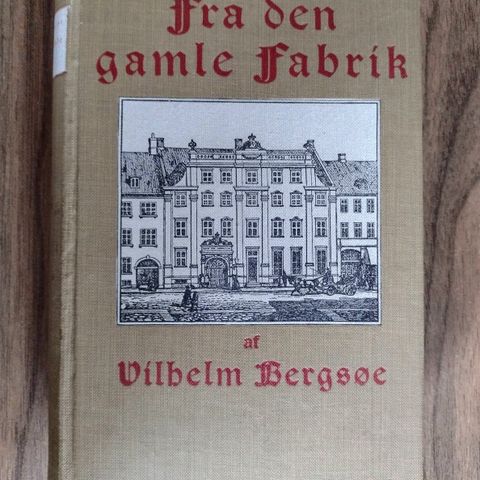 Fra den
gamle Fabrik
af
Vilhelm Bergsøe